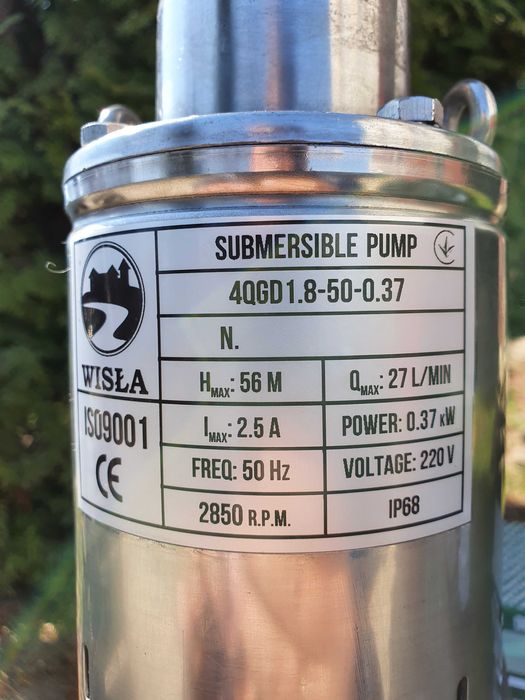 SUBMERSIBLE PUMP
4QGD1.8-50-0.37
N.
WISŁA
ISO9001
CE
HMAX: 56 M
QMAX: 27 L/MIN
IMAX: 2.5 A
POWER: 0.37 KW
FREQ: 50 Hz
VOLTAGE: 220 V
2850 R.P.M.
IP68